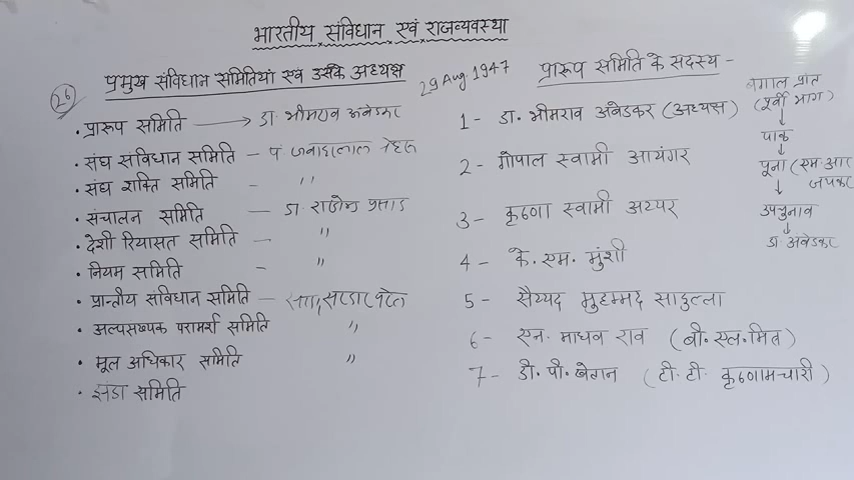 भारतीय संविधान एवं राजव्यवस्था
26
प्रमुख संविधान समितियां एवं उसके अध्यक्ष
• प्रारूप समिति → डा. भीमराव अंबेडकर
• संघ संविधान समिति - पं जवाहरलाल नेहरू
• संघ शक्ति समिति - "
• संचालन समिति - डा. राजेन्द्र प्रसाद
• देशी रियासत समिति - "
• नियम समिति - "
• प्रान्तीय संविधान समिति - सरदार पटेल
• अल्पसंख्यक परामर्श समिति "
• मूल अधिकार समिति "
• झंडा समिति
29 Aug. 1947
प्रारूप समिति के सदस्य -
1 - डा. भीमराव अंबेडकर (अध्यक्ष)
2 - गोपाल स्वामी आयंगर
3 - कृष्णा स्वामी अय्यर
4 - के. एम. मुंशी
5 - सैय्यद मुहम्मद सादुल्ला
6 - एन. माधव राव (बी. एल. मित्र)
7 - डी. पी. खेतान (टी. टी. कृष्णामचारी)
बंगाल प्रांत
(पूर्वी भाग)
↓
पाक
↓
पूना (एम. आर
जयकर
↓
उपचुनाव
↓
डा. अंबेडकर